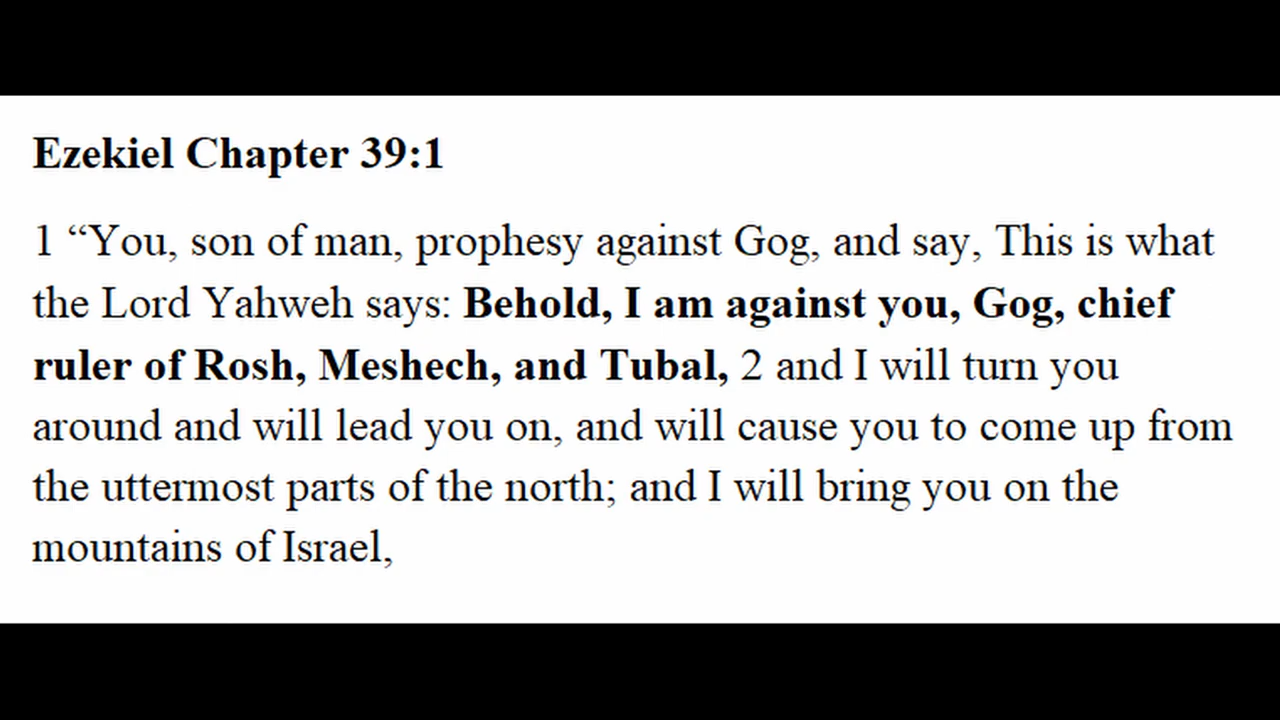 Ezekiel Chapter 39:1
1 “You, son of man, prophesy against Gog, and say, This is what
the Lord Yahweh says: Behold, I am against you, Gog, chief
ruler of Rosh, Meshech, and Tubal, 2 and I will turn you
around and will lead you on, and will cause you to come up from
the uttermost parts of the north; and I will bring you on the
mountains of Israel,